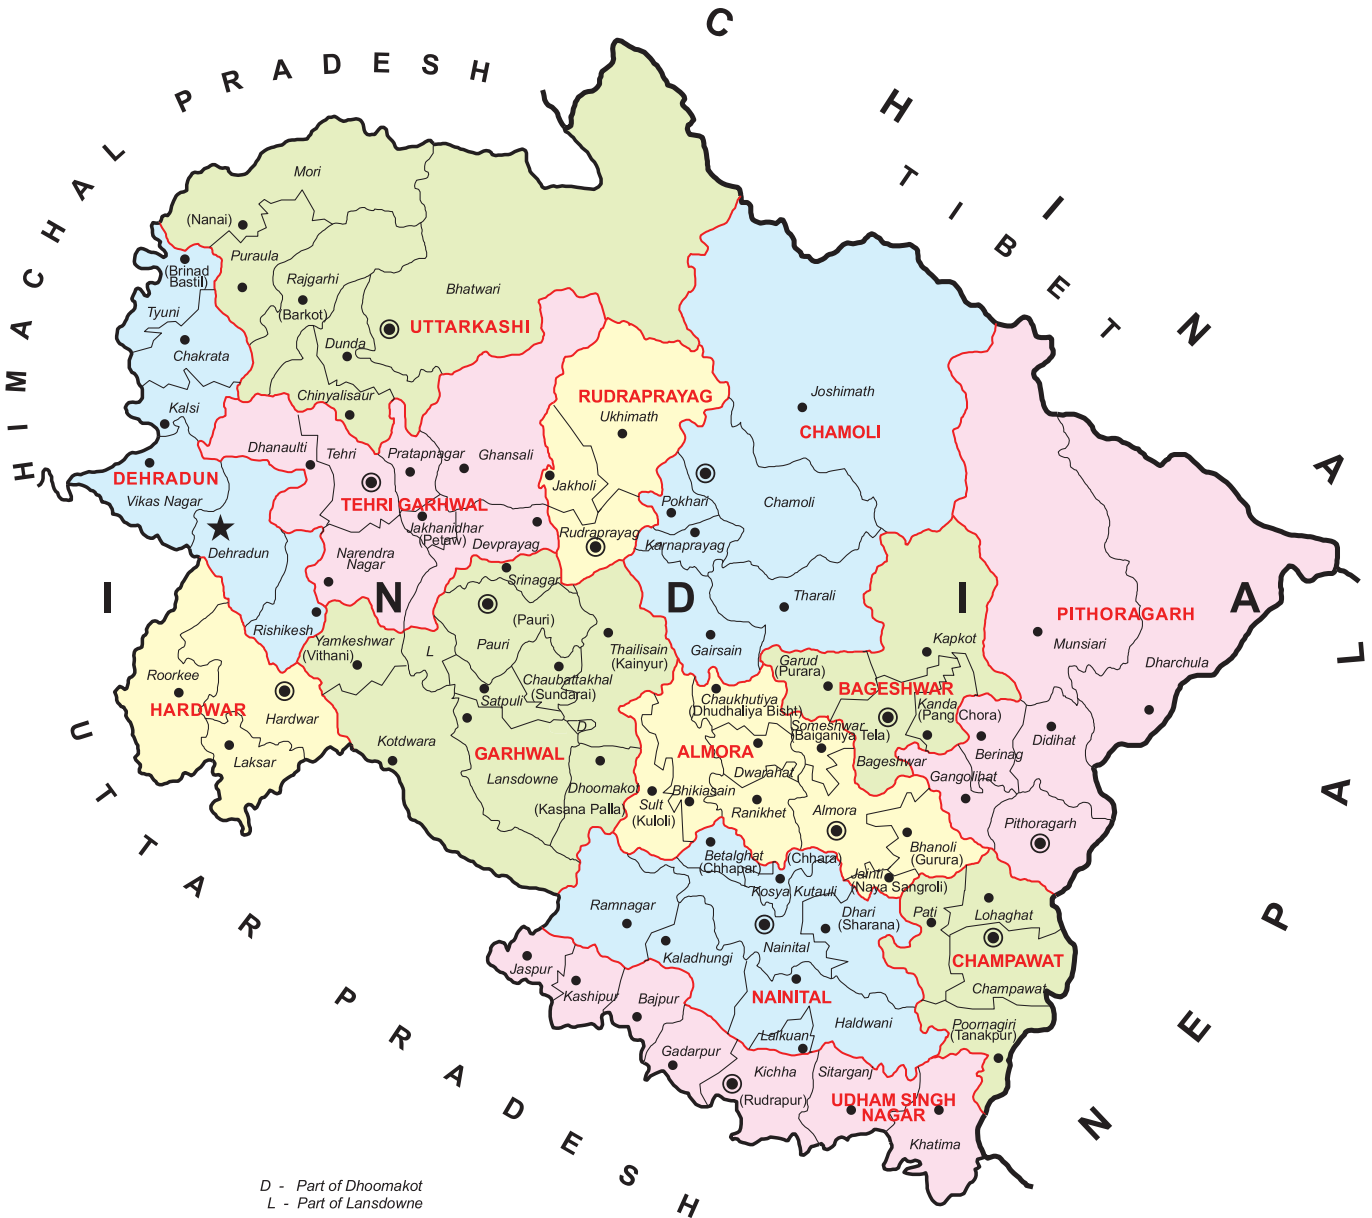 CHINA
TIBET
HIMACHAL PRADESH
Mori
(Nanai)
Puraula
(Brinad
Bastil)
Rajgarhi
(Barkot)
Bhatwari
UTTARKASHI
Tyuni
Chakrata
Dunda
Chinyalisaur
Kalsi
DEHRADUN
Vikas Nagar
Dehradun
Rishikesh
Dhanaulti
Tehri
Pratapnagar
Ghansali
TEHRI GARHWAL
Jakhanidhar
(Petaw)
Devprayag
Narendra
Nagar
RUDRAPRAYAG
Ukhimath
Jakholi
Rudraprayag
Joshimath
CHAMOLI
Chamoli
Pokhari
Karnaprayag
Tharali
Gairsain
INDIA
PITHORAGARH
Munsiari
Dharchula
Didihat
Berinag
Gangolihat
Pithoragarh
Kapkot
Garud
(Purara)
BAGESHWAR
Kanda
(Pang Chora)
Bageshwar
Srinagar
(Pauri)
Pauri
Yamkeshwar
(Vithani)
L
Thailisain
(Kainyur)
Chaubattakhal
(Sundarai)
Satpuli
D
Kotdwara
GARHWAL
Lansdowne
Dhoomakot
(Kasana Palla)
Roorkee
HARDWAR
Hardwar
Laksar
Chaukhutiya
(Dhudhaliya Bisht)
Someshwar
(Baiganiya Tela)
ALMORA
Dwarahat
Bhikiasain
Sult
(Kuloli)
Ranikhet
Almora
Bhanoli
(Gurura)
Jainti
(Naya Sangroli)
Betalghat
(Chhapar)
(Chhara)
Kosya Kutauli
Ramnagar
Dhari
(Sharana)
Nainital
Kaladhungi
NAINITAL
Haldwani
Lalkuan
Pati
Lohaghat
CHAMPAWAT
Champawat
Poornagiri
(Tanakpur)
Jaspur
Kashipur
Bajpur
Gadarpur
Kichha
(Rudrapur)
Sitarganj
UDHAM SINGH
NAGAR
Khatima
UTTAR PRADESH
NEPAL
D - Part of Dhoomakot
L - Part of Lansdowne